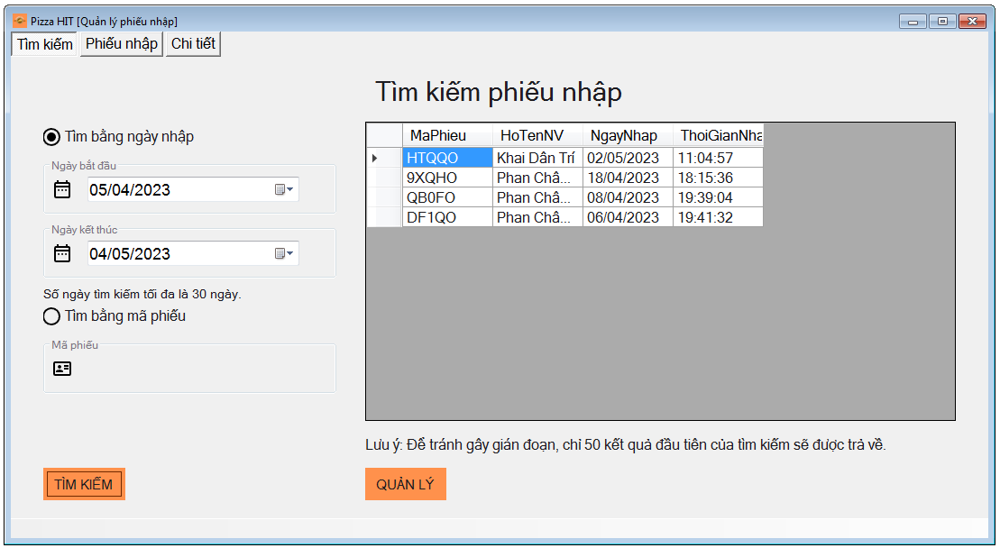 Pizza HIT [Quản lý phiếu nhập]
Tìm kiếm Phiếu nhập Chi tiết
Tìm kiếm phiếu nhập
Tìm bằng ngày nhập
Ngày bắt đầu
05/04/2023
Ngày kết thúc
04/05/2023
Số ngày tìm kiếm tối đa là 30 ngày.
Tìm bằng mã phiếu
Mã phiếu
TÌM KIẾM
MaPhieu HoTenNV NgayNhap ThoiGianNha
HTQQO Khai Dân Trí 02/05/2023 11:04:57
9XQHO Phan Châ... 18/04/2023 18:15:36
QB0FO Phan Châ... 08/04/2023 19:39:04
DF1QO Phan Châ... 06/04/2023 19:41:32
Lưu ý: Để tránh gây gián đoạn, chỉ 50 kết quả đầu tiên của tìm kiếm sẽ được trả về.
QUẢN LÝ